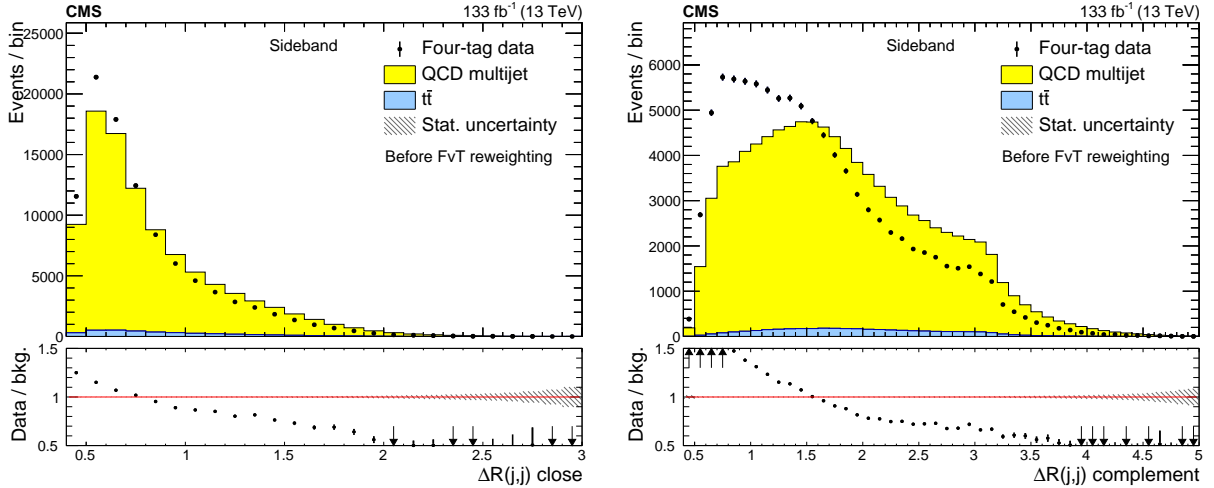 CMS 133 fb⁻¹ (13 TeV)
Events / bin
25000
20000
15000
10000
5000
0
Sideband
Four-tag data
QCD multijet
tt̄
Stat. uncertainty
Before FvT reweighting
Data / bkg.
1.5
1
0.5
0.5 1 1.5 2 2.5 3
ΔR(j,j) close
CMS 133 fb⁻¹ (13 TeV)
Events / bin
6000
5000
4000
3000
2000
1000
0
Sideband
Four-tag data
QCD multijet
tt̄
Stat. uncertainty
Before FvT reweighting
Data / bkg.
1.5
1
0.5
0.5 1 1.5 2 2.5 3 3.5 4 4.5 5
ΔR(j,j) complement